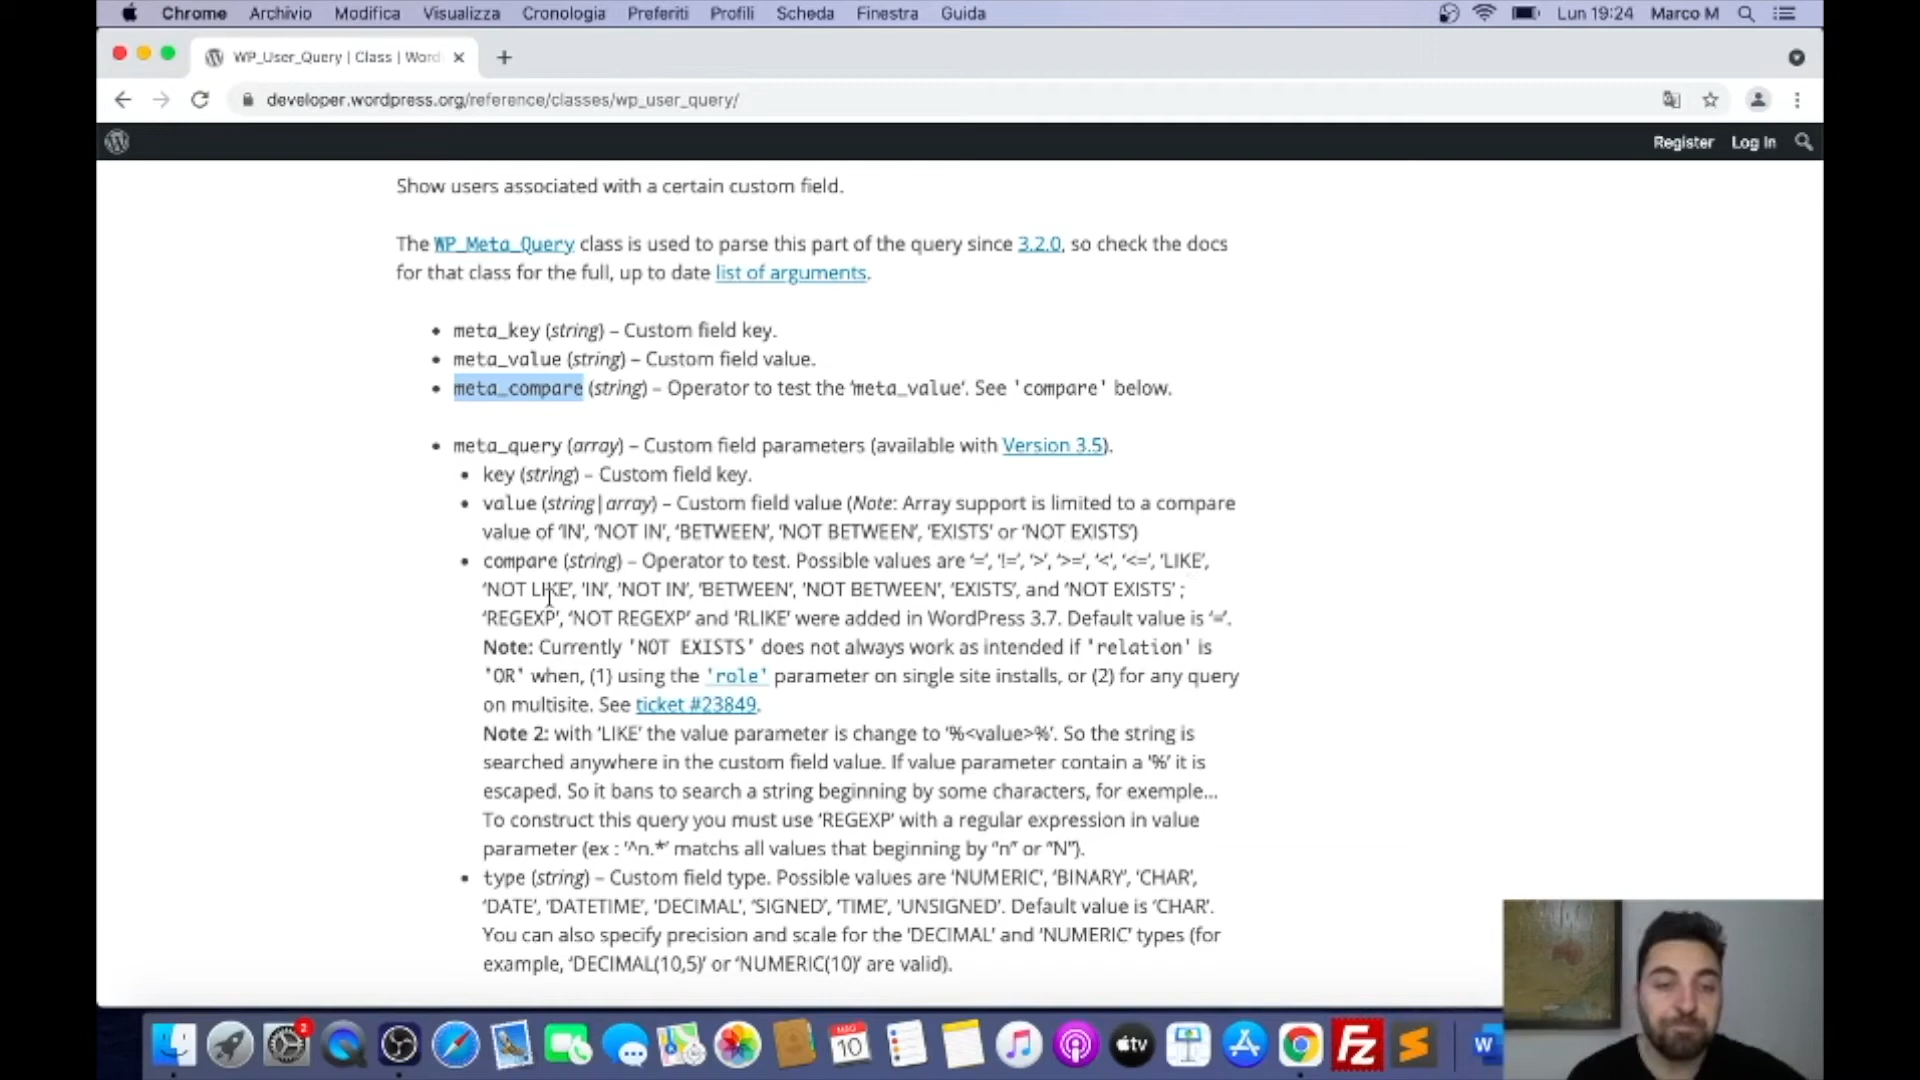 Chrome Archivio Modifica Visualizza Cronologia Preferiti Profili Scheda Finestra Guida Lun 19:24 Marco M
WP_User_Query | Class | Word
developer.wordpress.org/reference/classes/wp_user_query/
Register Log In
Show users associated with a certain custom field.
The WP_Meta_Query class is used to parse this part of the query since 3.2.0, so check the docs
for that class for the full, up to date list of arguments.
• meta_key (string) – Custom field key.
• meta_value (string) – Custom field value.
• meta_compare (string) – Operator to test the ‘meta_value‘. See 'compare' below.
• meta_query (array) – Custom field parameters (available with Version 3.5).
• key (string) – Custom field key.
• value (string|array) – Custom field value (Note: Array support is limited to a compare
value of ‘IN’, ‘NOT IN’, ‘BETWEEN’, ‘NOT BETWEEN’, ‘EXISTS’ or ‘NOT EXISTS’)
• compare (string) – Operator to test. Possible values are ‘=’, ‘!=’, ‘>’, ‘>=’, ‘<’, ‘<=’, ‘LIKE’,
‘NOT LIKE’, ‘IN’, ‘NOT IN’, ‘BETWEEN’, ‘NOT BETWEEN’, ‘EXISTS’, and ‘NOT EXISTS’ ;
‘REGEXP’, ‘NOT REGEXP’ and ‘RLIKE’ were added in WordPress 3.7. Default value is ‘=’.
Note: Currently 'NOT EXISTS' does not always work as intended if 'relation' is
'OR' when, (1) using the 'role' parameter on single site installs, or (2) for any query
on multisite. See ticket #23849.
Note 2: with ‘LIKE’ the value parameter is change to ‘%<value>%’. So the string is
searched anywhere in the custom field value. If value parameter contain a ‘%’ it is
escaped. So it bans to search a string beginning by some characters, for exemple…
To construct this query you must use ‘REGEXP’ with a regular expression in value
parameter (ex : ‘^n.*’ matchs all values that beginning by “n” or “N”).
• type (string) – Custom field type. Possible values are ‘NUMERIC’, ‘BINARY’, ‘CHAR’,
‘DATE’, ‘DATETIME’, ‘DECIMAL’, ‘SIGNED’, ‘TIME’, ‘UNSIGNED’. Default value is ‘CHAR’.
You can also specify precision and scale for the ‘DECIMAL’ and ‘NUMERIC’ types (for
example, ‘DECIMAL(10,5)’ or ‘NUMERIC(10)’ are valid).
2
MAG
10
tv
Fz
W